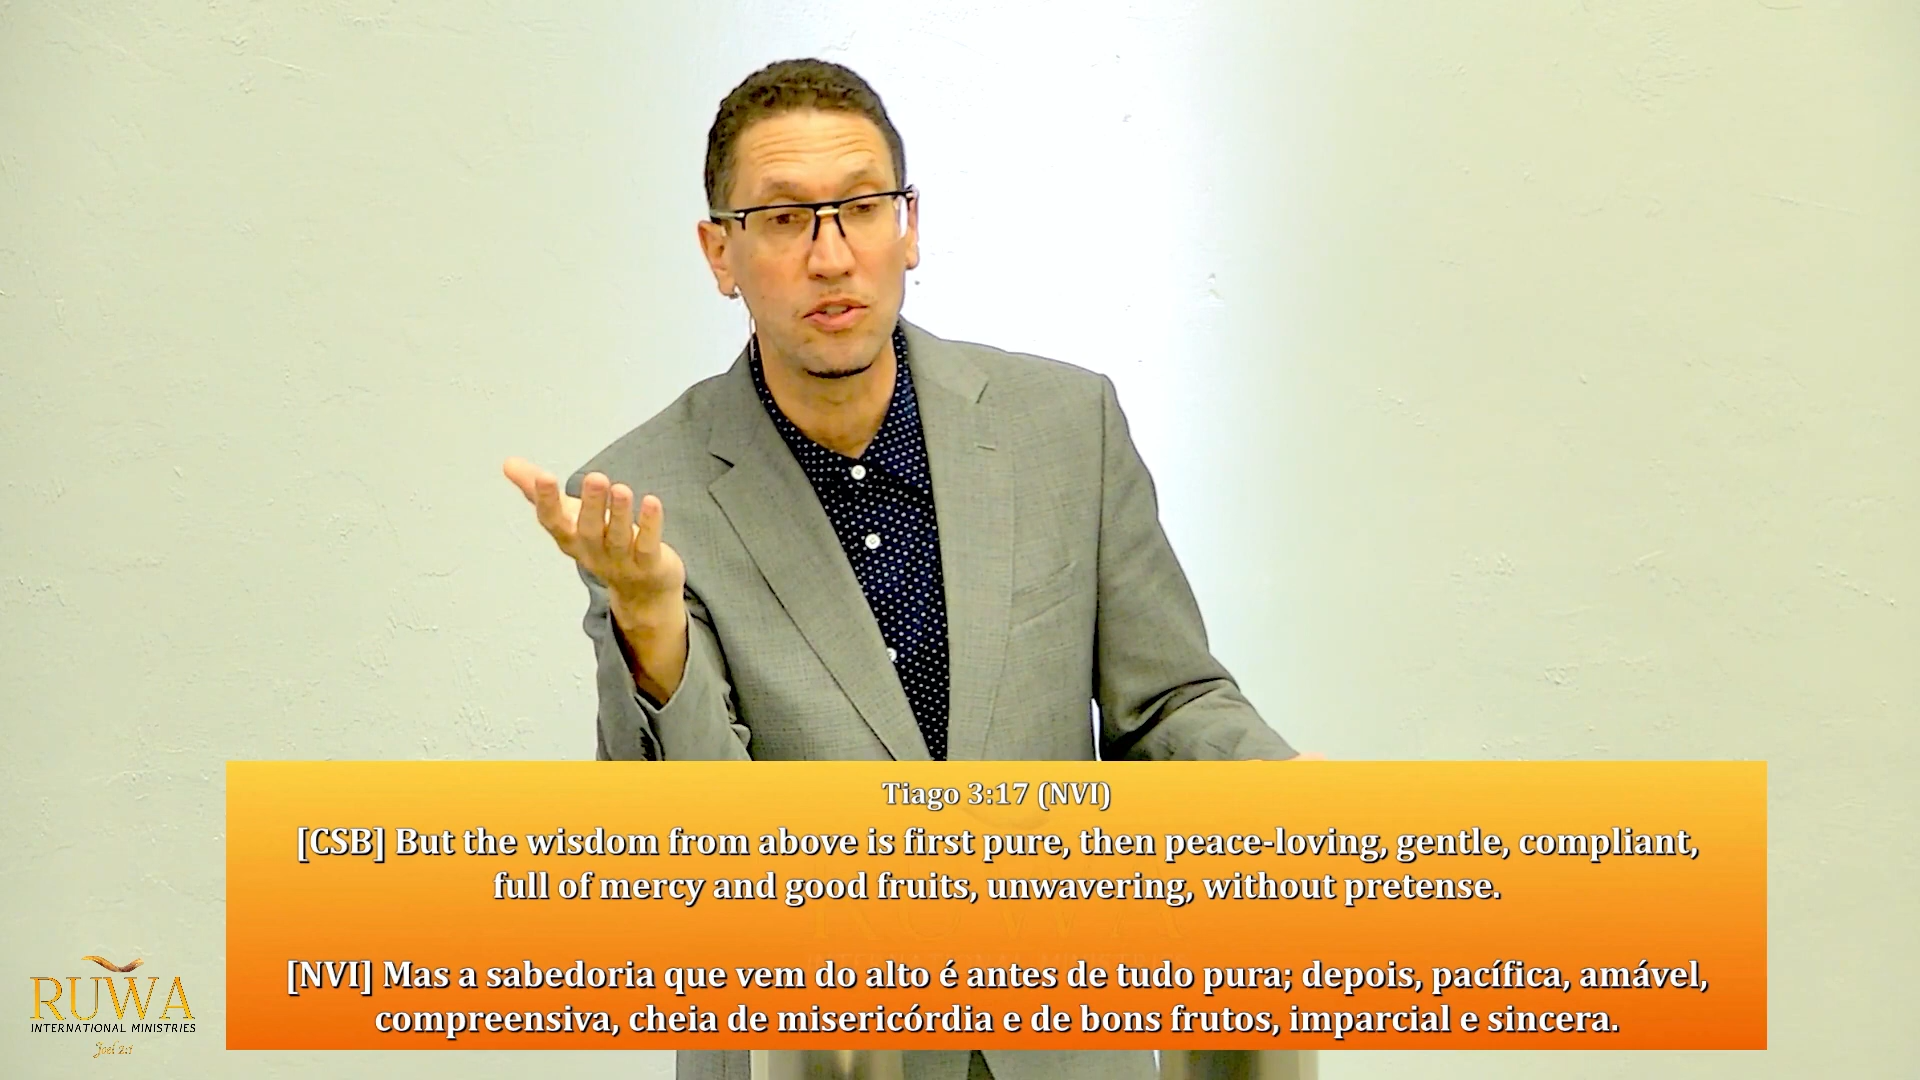 Tiago 3:17 (NVI)
[CSB] But the wisdom from above is first pure, then peace-loving, gentle, compliant,
full of mercy and good fruits, unwavering, without pretense.
[NVI] Mas a sabedoria que vem do alto é antes de tudo pura; depois, pacífica, amável,
compreensiva, cheia de misericórdia e de bons frutos, imparcial e sincera.
RUWA
INTERNATIONAL MINISTRIES